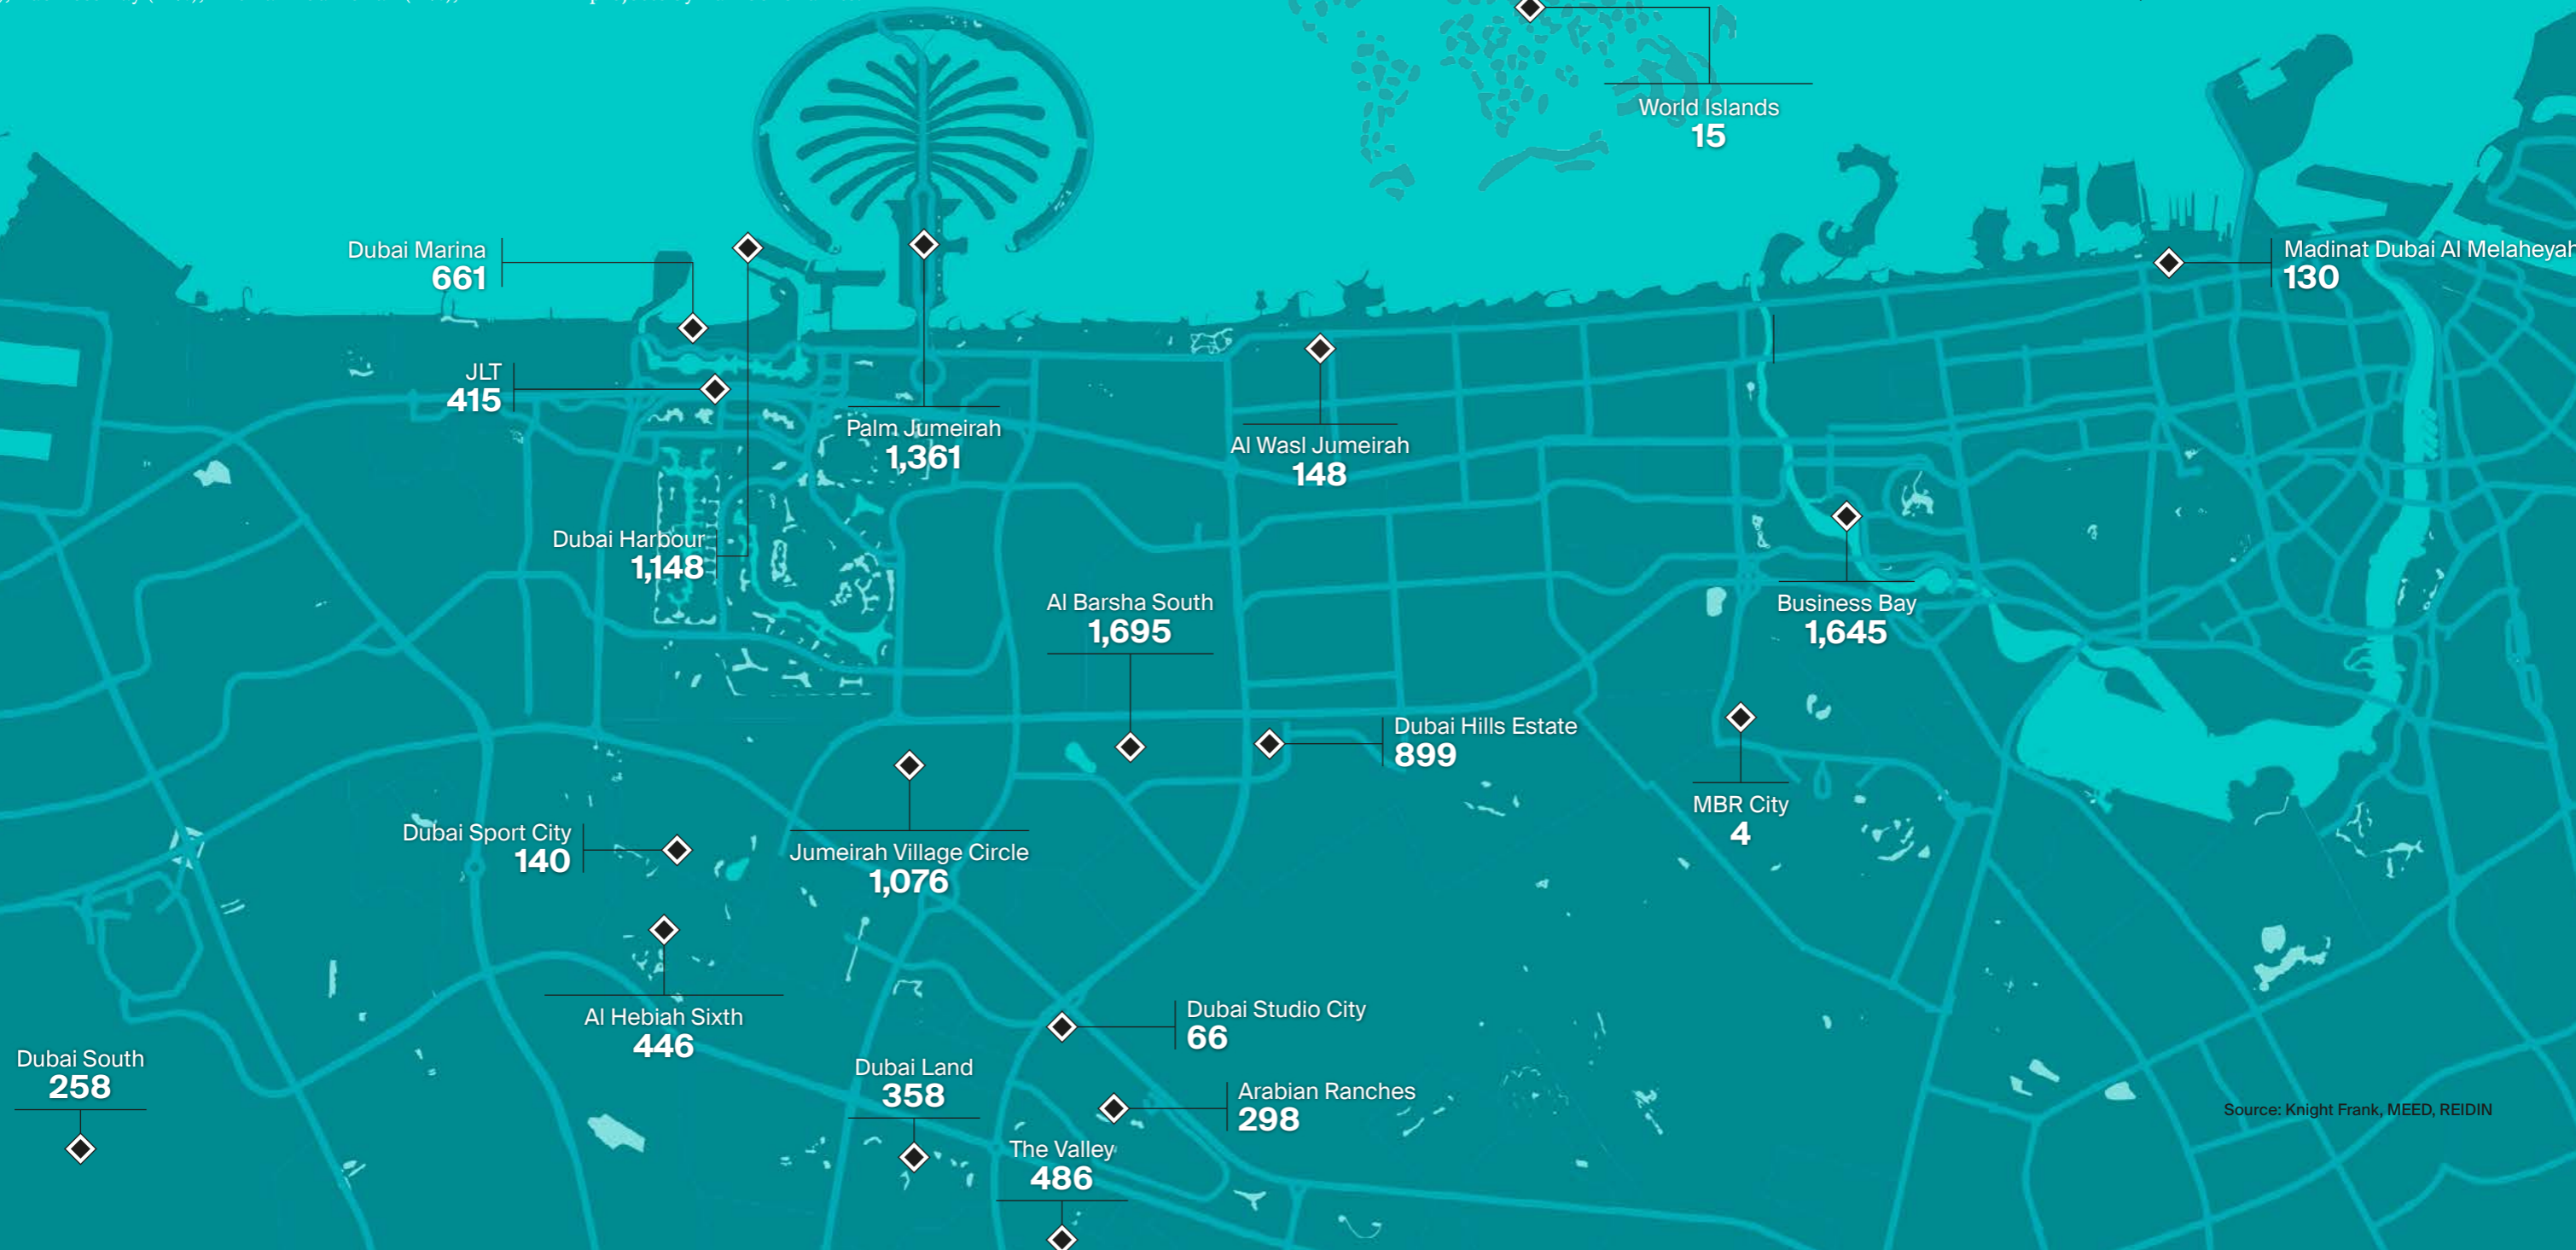 World Islands
15
Dubai Marina
661
Madinat Dubai Al Melaheyah
130
JLT
415
Palm Jumeirah
1,361
Al Wasl Jumeirah
148
Dubai Harbour
1,148
Al Barsha South
1,695
Business Bay
1,645
Dubai Hills Estate
899
MBR City
4
Dubai Sport City
140
Jumeirah Village Circle
1,076
Al Hebiah Sixth
446
Dubai Studio City
66
Dubai South
258
Dubai Land
358
Arabian Ranches
298
The Valley
486
Source: Knight Frank, MEED, REIDIN